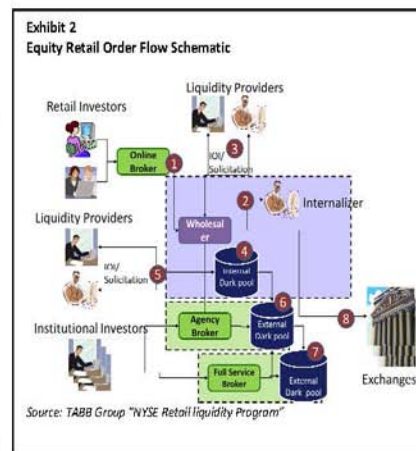 Exhibit 2
Equity Retail Order Flow Schematic
Liquidity Providers
Retail Investors
Online
Broker
1
IOI/
Solicitation
3
2
Internalizer
Wholesal
er
Liquidity Providers
4
Internal
Dark pool
IOI/
Solicitation
5
6
Agency
Broker
External
Dark pool
8
Institutional Investors
7
Full Service
Broker
External
Dark pool
Exchanges
Source: TABB Group "NYSE Retail liquidity Program"